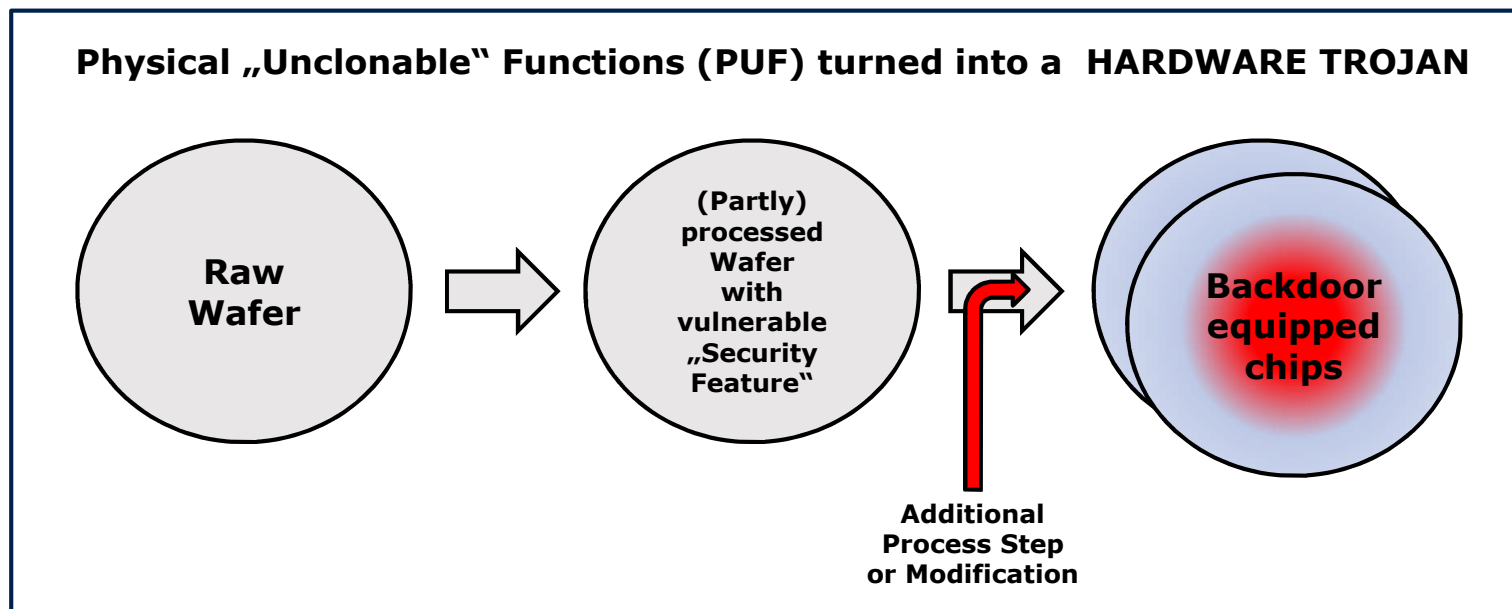 Physical „Unclonable“ Functions (PUF) turned into a HARDWARE TROJAN
Raw
Wafer
(Partly)
processed
Wafer
with
vulnerable
„Security
Feature“
Backdoor
equipped
chips
Additional
Process Step
or Modification